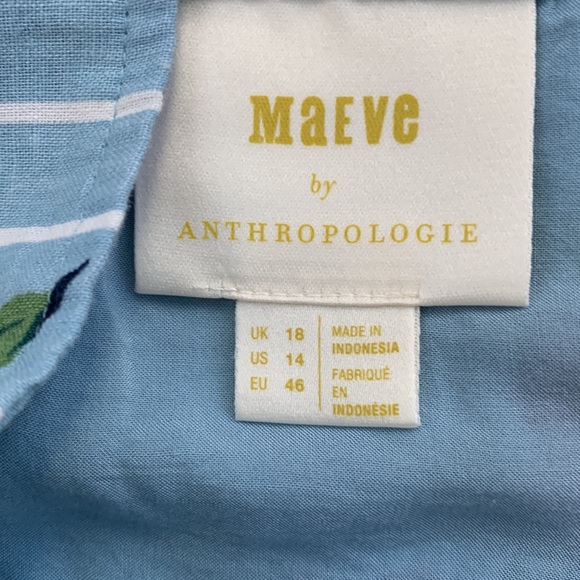 MaEVe
by
ANTHROPOLOGIE
UK 18
US 14
EU 46
MADE IN
INDONESIA
FABRIQUÉ
EN
INDONÉSIE